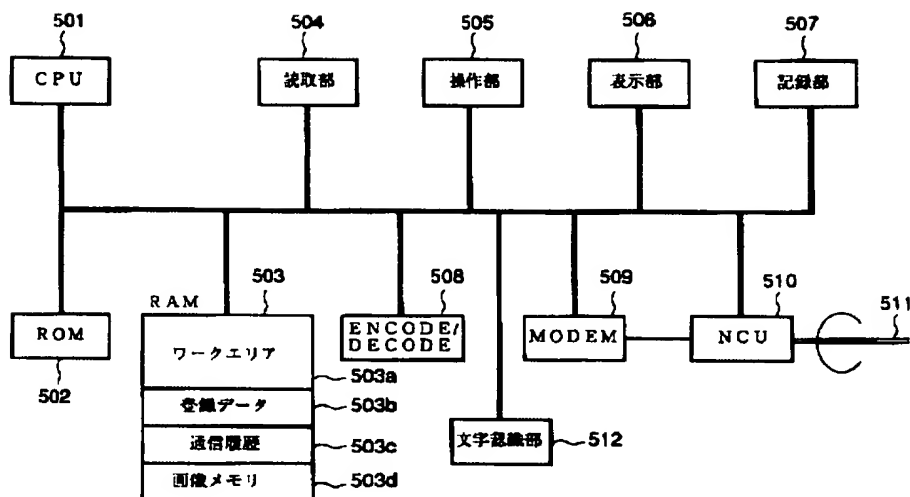 501
504
505
506
507
CPU
読取部
操作部
表示部
記録部
RAM
503
508
509
510
511
ROM
ワークエリア
ENCODE/
DECODE
MODEM
NCU
502
503a
登録データ
503b
通信履歴
503c
文字認識部
512
画像メモリ
503d